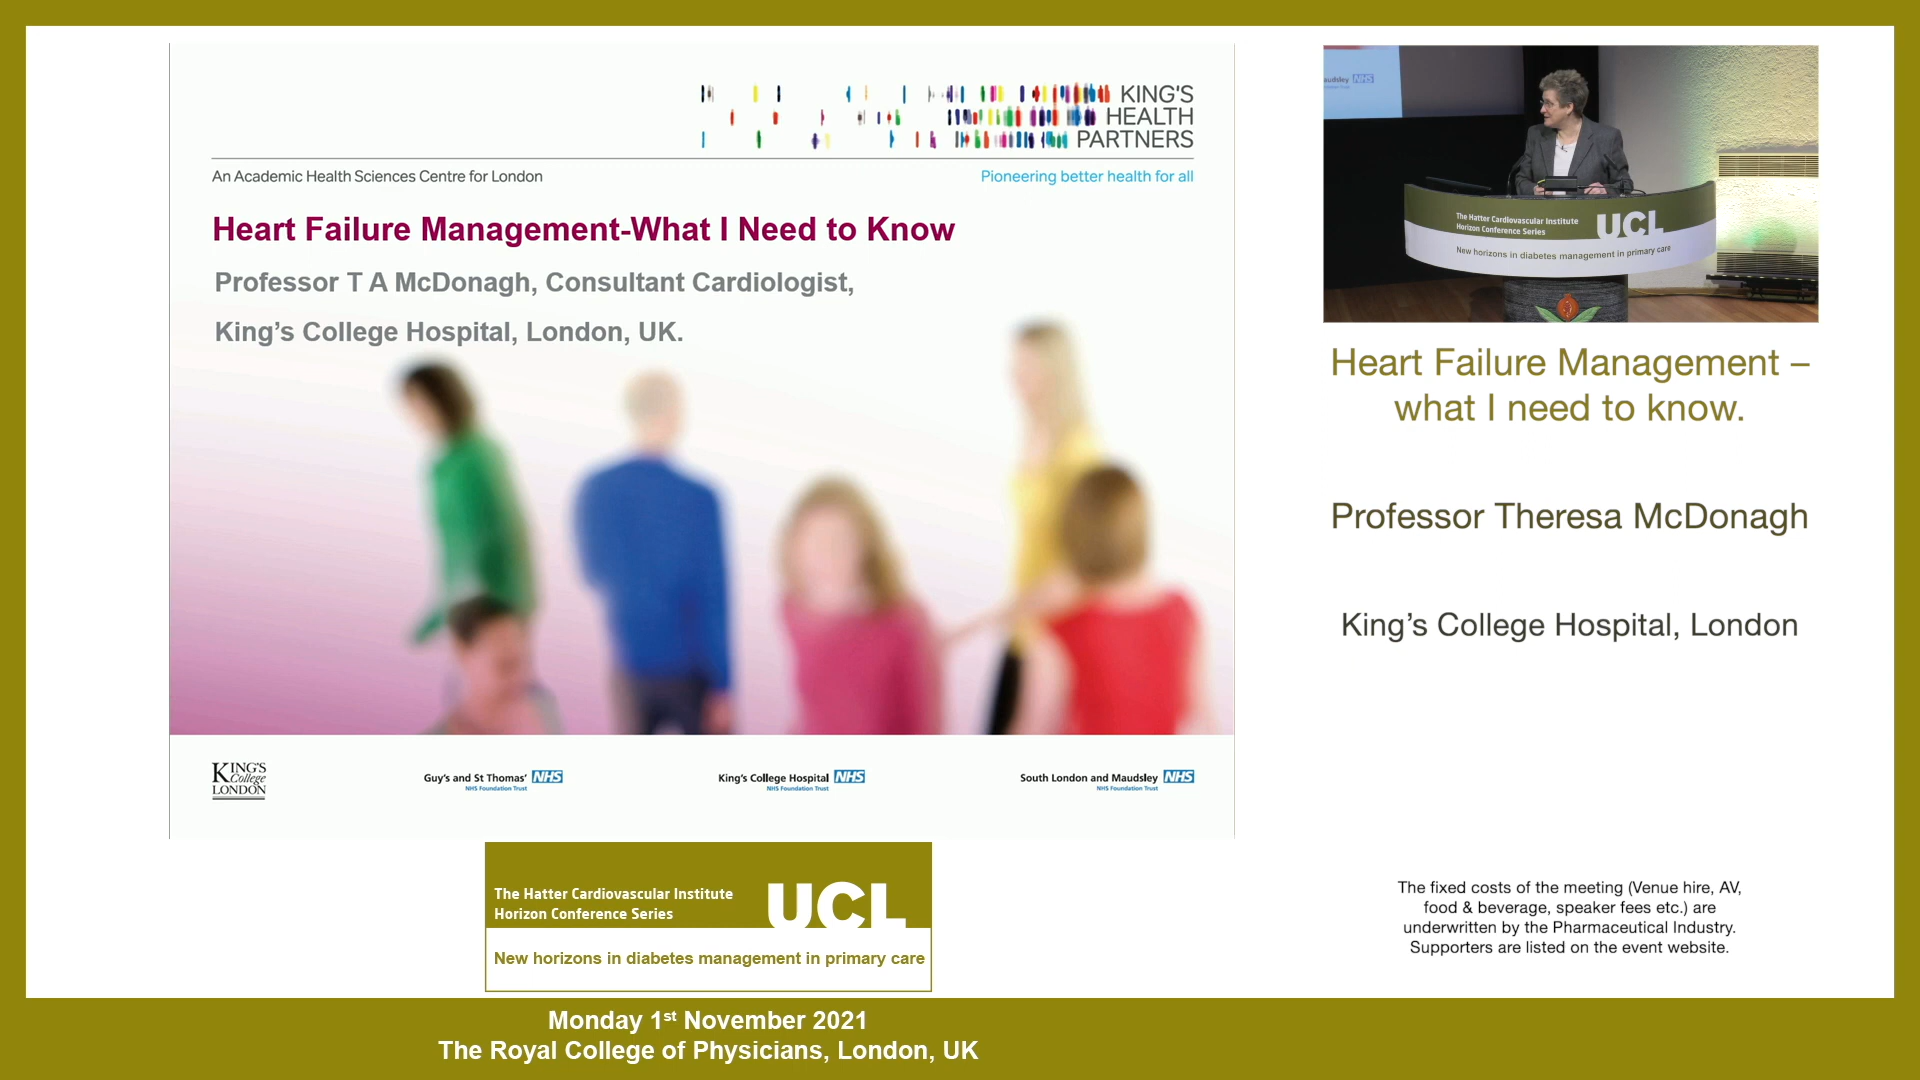 KING'S
HEALTH
PARTNERS
An Academic Health Sciences Centre for London
Pioneering better health for all
Heart Failure Management-What I Need to Know
Professor T A McDonagh, Consultant Cardiologist,
King's College Hospital, London, UK.
KING'S
College
LONDON
Guy's and St Thomas' NHS
NHS Foundation Trust
King's College Hospital NHS
NHS Foundation Trust
South London and Maudsley NHS
NHS Foundation Trust
The Hatter Cardiovascular Institute
Horizon Conference Series
UCL
New horizons in diabetes management in primary care
Monday 1st November 2021
The Royal College of Physicians, London, UK
NHS
The Hatter Cardiovascular Institute
Horizon Conference Series
UCL
New horizons in diabetes management in primary care
Heart Failure Management –
what I need to know.
Professor Theresa McDonagh
King's College Hospital, London
The fixed costs of the meeting (Venue hire, AV,
food & beverage, speaker fees etc.) are
underwritten by the Pharmaceutical Industry.
Supporters are listed on the event website.